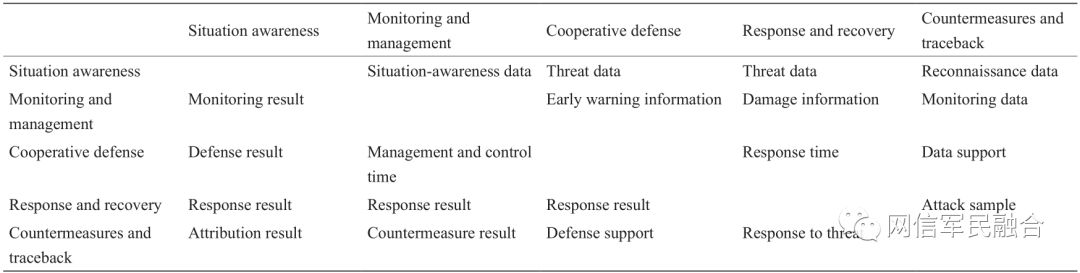 Situation awareness Monitoring and management Cooperative defense Response and recovery Countermeasures and traceback
Situation awareness Situation-awareness data Threat data Threat data Reconnaissance data
Monitoring and management Monitoring result Early warning information Damage information Monitoring data
Cooperative defense Defense result Management and control time Response time Data support
Response and recovery Response result Response result Response result Attack sample
Countermeasures and traceback Attribution result Countermeasure result Defense support Response to threat
网信军民融合